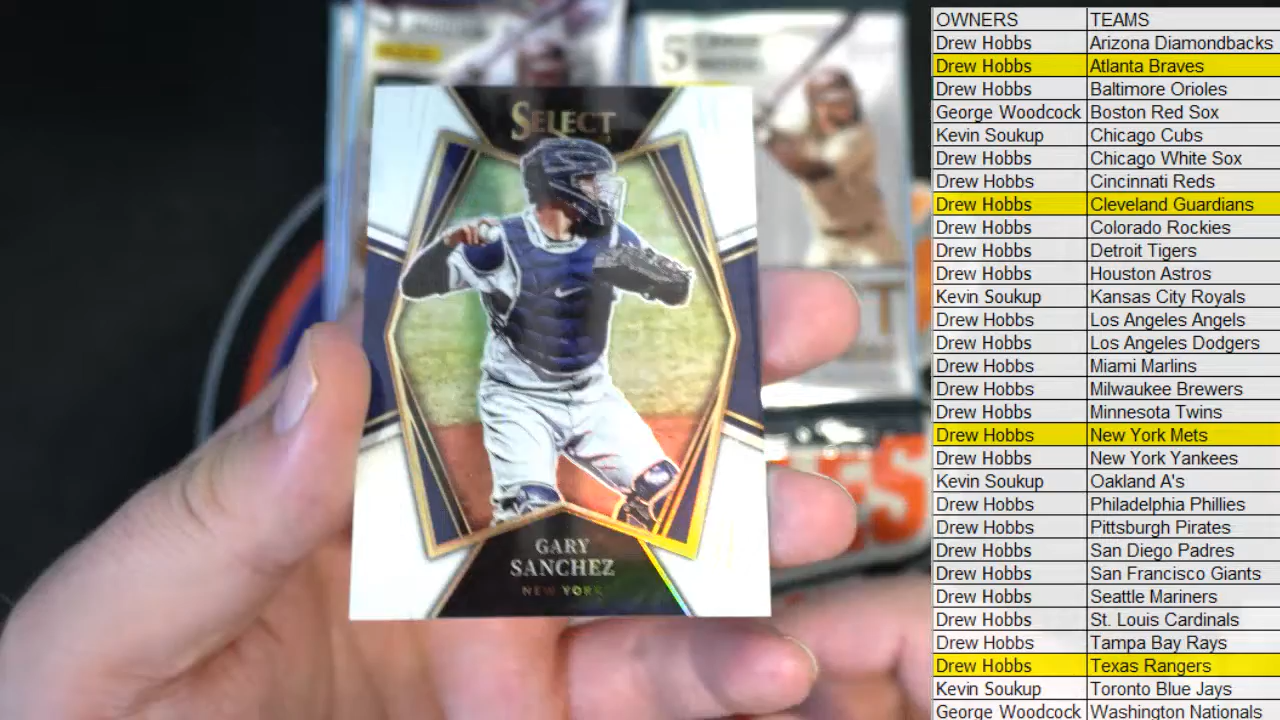 SELECT
GARY
SANCHEZ
NEW YORK
5
OWNERS TEAMS
Drew Hobbs Arizona Diamondbacks
Drew Hobbs Atlanta Braves
Drew Hobbs Baltimore Orioles
George Woodcock Boston Red Sox
Kevin Soukup Chicago Cubs
Drew Hobbs Chicago White Sox
Drew Hobbs Cincinnati Reds
Drew Hobbs Cleveland Guardians
Drew Hobbs Colorado Rockies
Drew Hobbs Detroit Tigers
Drew Hobbs Houston Astros
Kevin Soukup Kansas City Royals
Drew Hobbs Los Angeles Angels
Drew Hobbs Los Angeles Dodgers
Drew Hobbs Miami Marlins
Drew Hobbs Milwaukee Brewers
Drew Hobbs Minnesota Twins
Drew Hobbs New York Mets
Drew Hobbs New York Yankees
Kevin Soukup Oakland A's
Drew Hobbs Philadelphia Phillies
Drew Hobbs Pittsburgh Pirates
Drew Hobbs San Diego Padres
Drew Hobbs San Francisco Giants
Drew Hobbs Seattle Mariners
Drew Hobbs St. Louis Cardinals
Drew Hobbs Tampa Bay Rays
Drew Hobbs Texas Rangers
Kevin Soukup Toronto Blue Jays
George Woodcock Washington Nationals